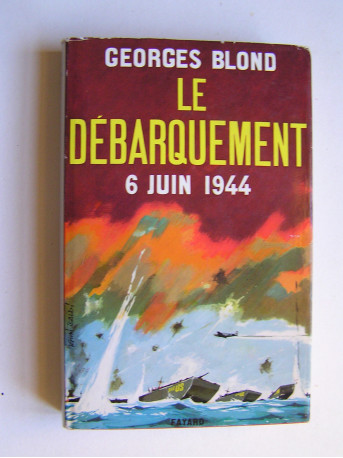 GEORGES BLOND
LE
DÉBARQUEMENT
6 JUIN 1944
FAYARD